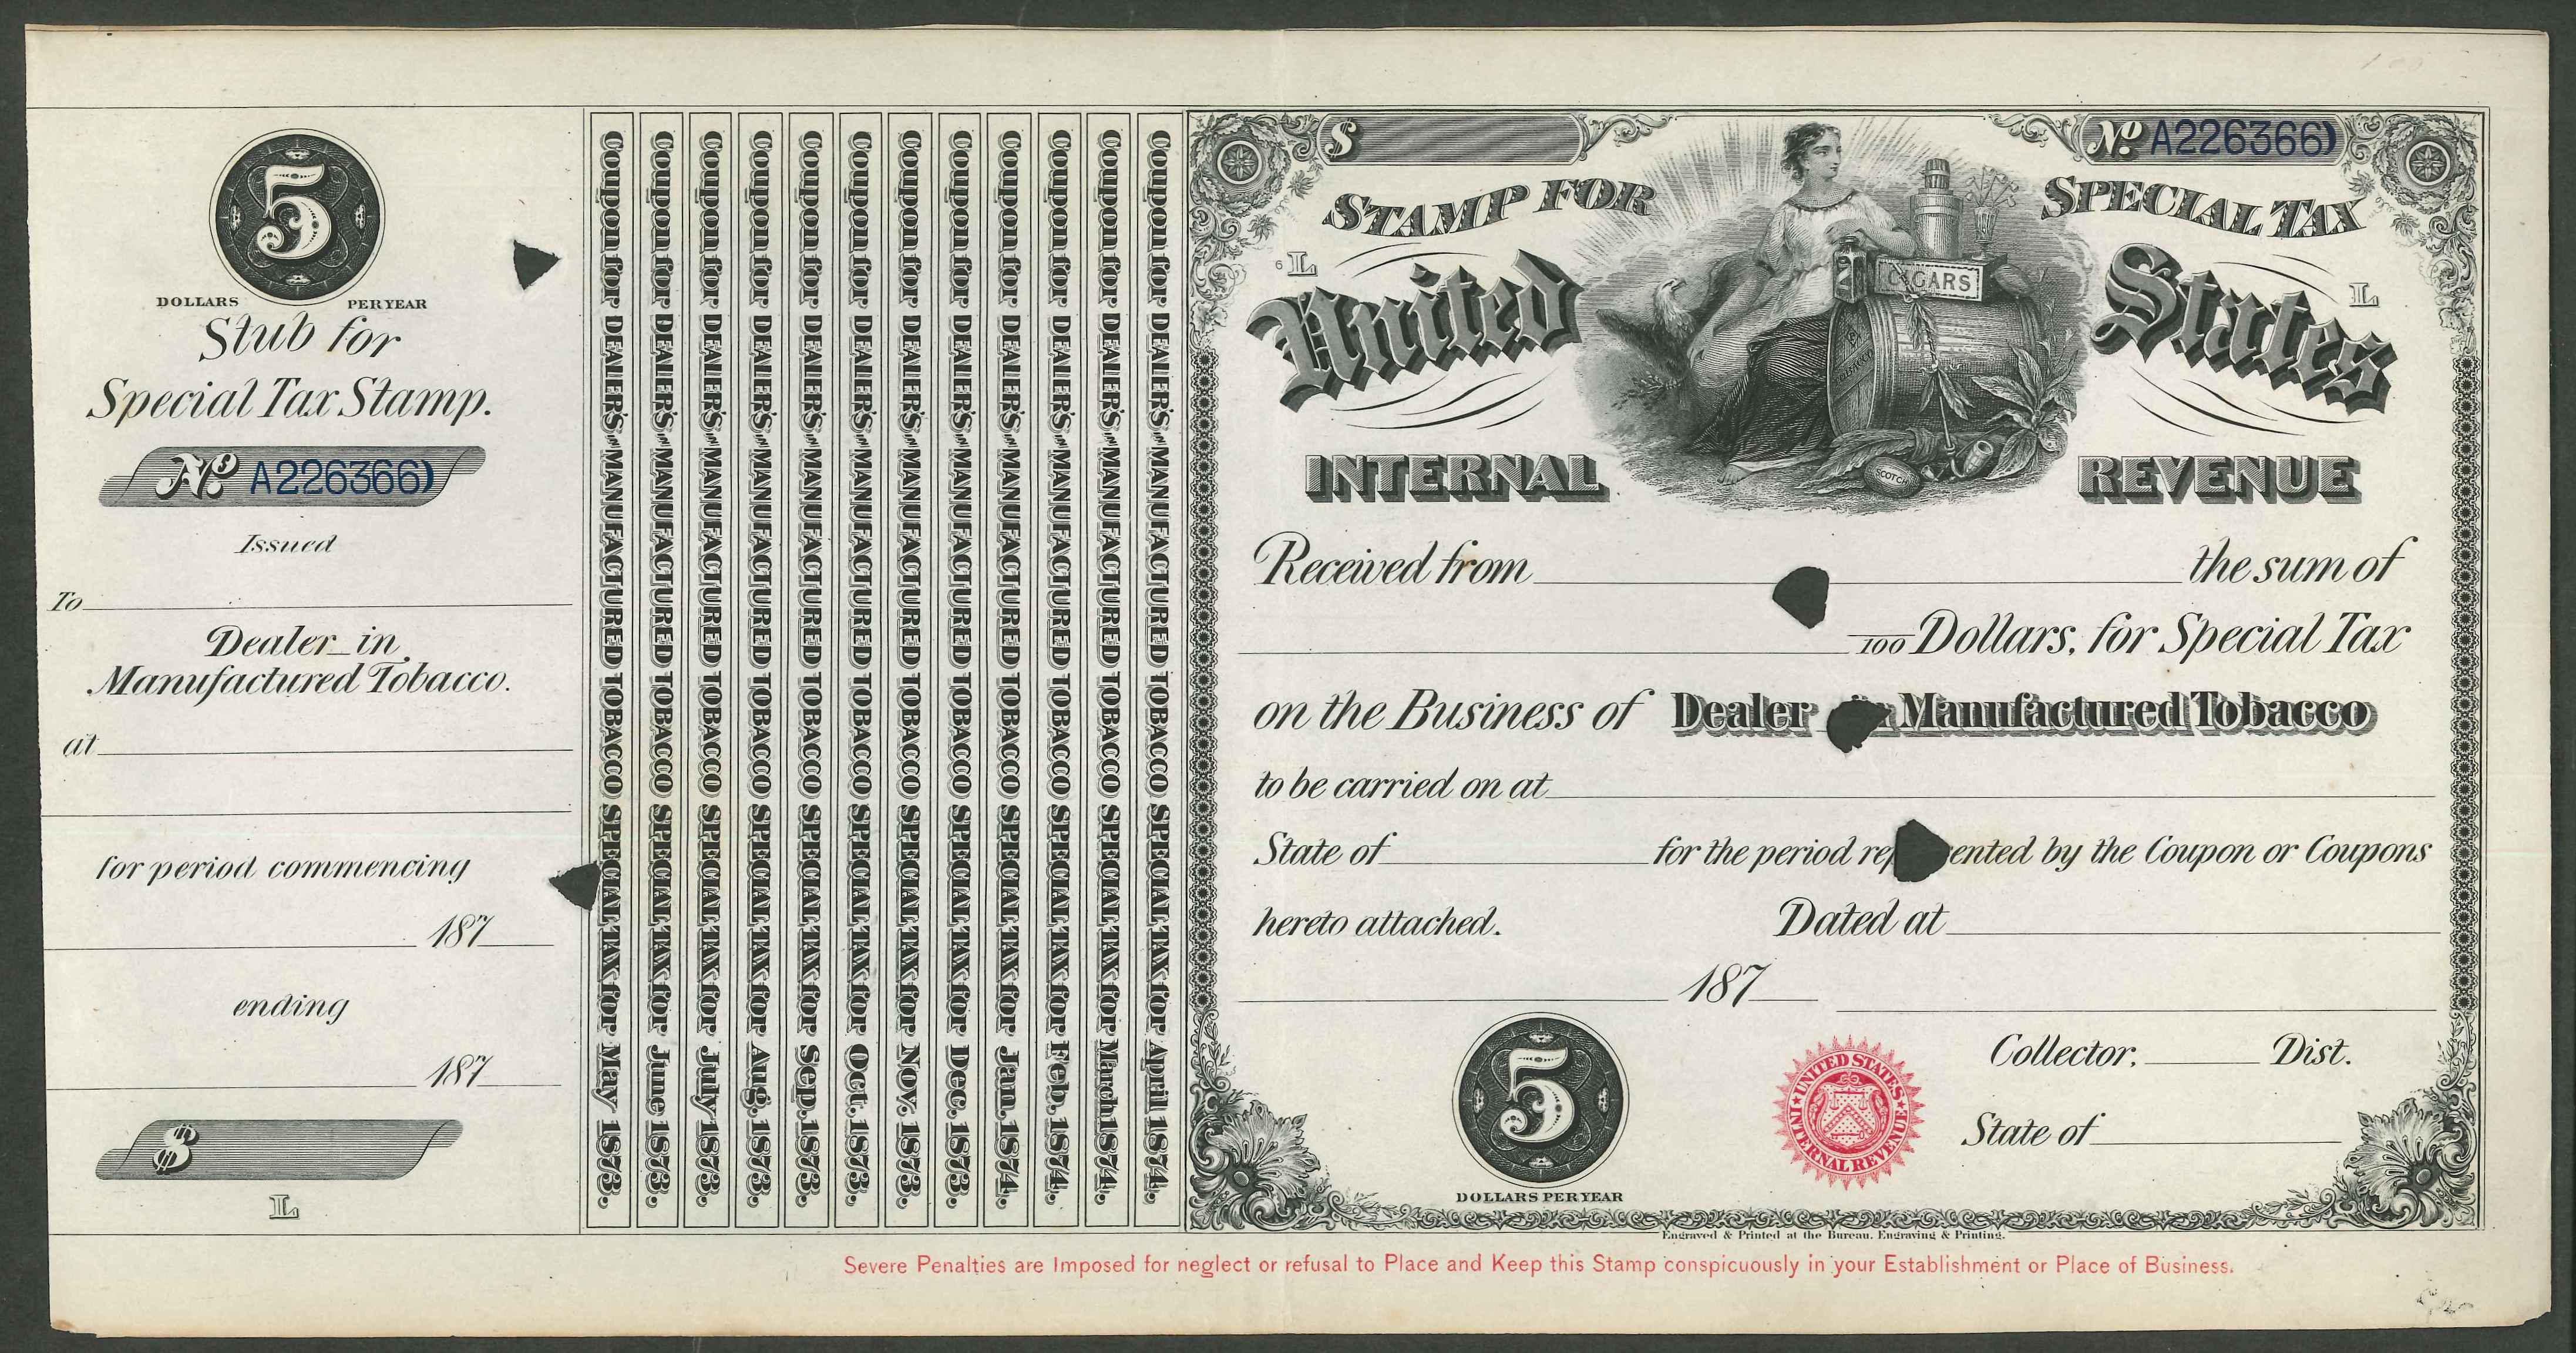 5
DOLLARS PER YEAR
Stub for
Special Tax Stamp.
No. A226366)
Issued
To
Dealer in
Manufactured Tobacco.
at
for period commencing
187
ending
187
$
L
Coupon for DEALER'S IN MANUFACTURED TOBACCO SPECIAL TAX for May 1873.
Coupon for DEALER'S IN MANUFACTURED TOBACCO SPECIAL TAX for June 1873.
Coupon for DEALER'S IN MANUFACTURED TOBACCO SPECIAL TAX for July 1873.
Coupon for DEALER'S IN MANUFACTURED TOBACCO SPECIAL TAX for Aug. 1873.
Coupon for DEALER'S IN MANUFACTURED TOBACCO SPECIAL TAX for Sep. 1873.
Coupon for DEALER'S IN MANUFACTURED TOBACCO SPECIAL TAX for Oct. 1873.
Coupon for DEALER'S IN MANUFACTURED TOBACCO SPECIAL TAX for Nov. 1873.
Coupon for DEALER'S IN MANUFACTURED TOBACCO SPECIAL TAX for Dec. 1873.
Coupon for DEALER'S IN MANUFACTURED TOBACCO SPECIAL TAX for Jan. 1874.
Coupon for DEALER'S IN MANUFACTURED TOBACCO SPECIAL TAX for Feb. 1874.
Coupon for DEALER'S IN MANUFACTURED TOBACCO SPECIAL TAX for March 1874.
Coupon for DEALER'S IN MANUFACTURED TOBACCO SPECIAL TAX for April 1874.
$ No. A226366)
STAMP FOR SPECIAL TAX
6 L L
United States
CIGARS
SCOTCH
INTERNAL REVENUE
Received from the sum of
/100 Dollars, for Special Tax
on the Business of Dealer in Manufactured Tobacco
to be carried on at
State of for the period represented by the Coupon or Coupons
hereto attached. Dated at
187
5
DOLLARS PER YEAR
UNITED STATES INTERNAL REVENUE
Collector, Dist.
State of
Engraved & Printed at the Bureau, Engraving & Printing.
Severe Penalties are Imposed for neglect or refusal to Place and Keep this Stamp conspicuously in your Establishment or Place of Business.